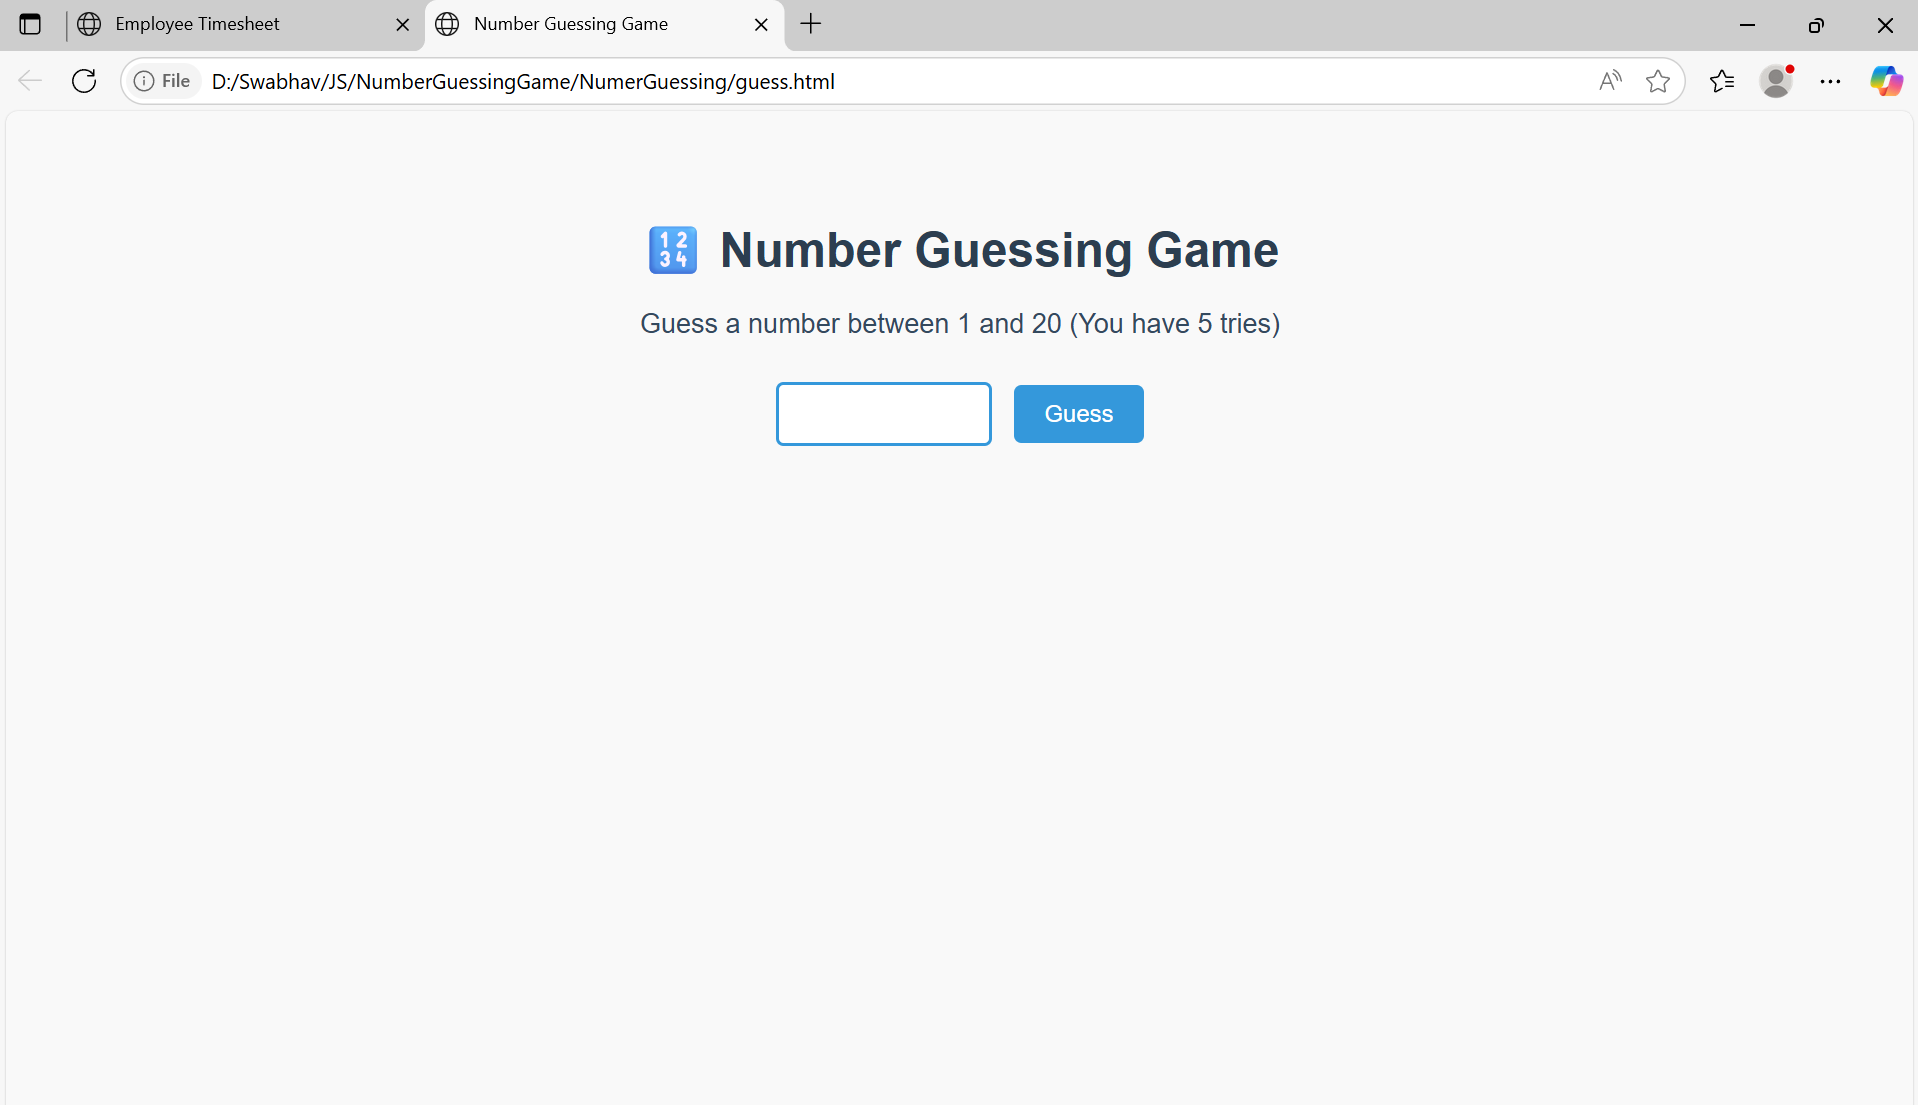 Employee Timesheet
Number Guessing Game
File D:/Swabhav/JS/NumberGuessingGame/NumerGuessing/guess.html
🔢 Number Guessing Game
Guess a number between 1 and 20 (You have 5 tries)
Guess